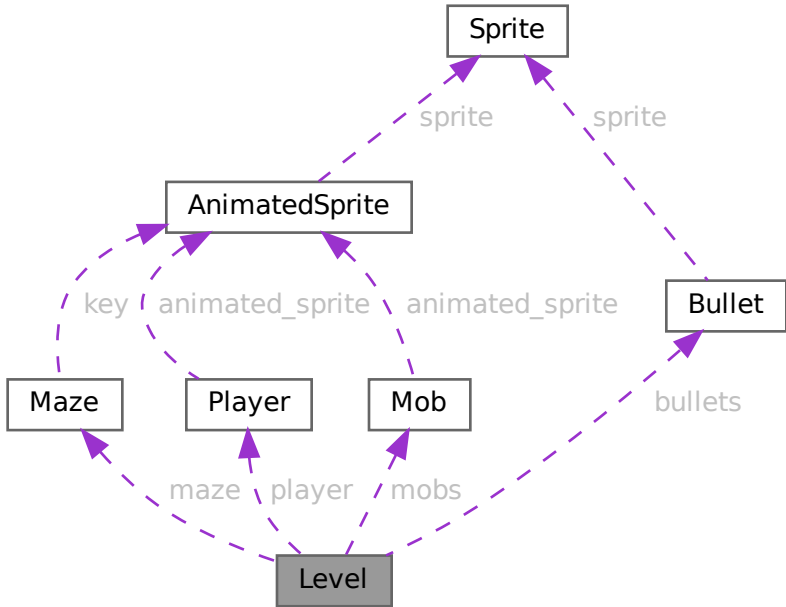 Sprite
sprite
sprite
AnimatedSprite
key
animated_sprite
animated_sprite
Bullet
Maze
Player
Mob
bullets
maze
player
mobs
Level